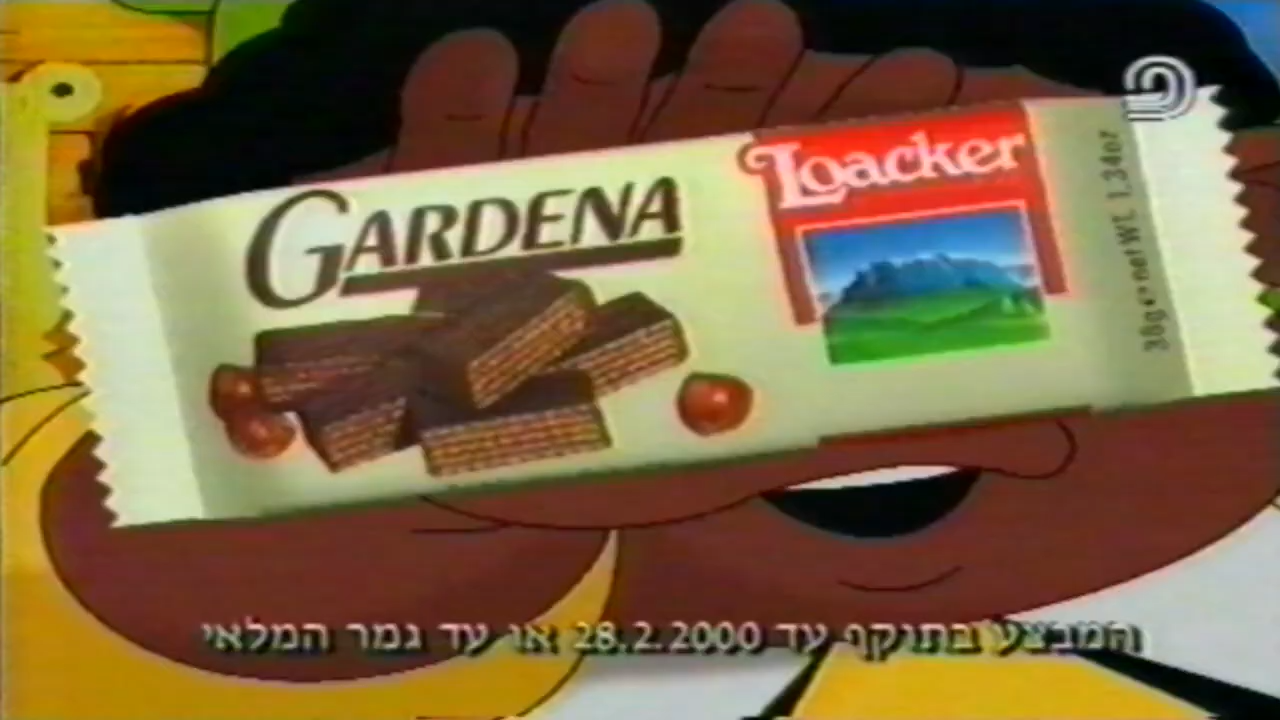 GARDENA
Loacker
38g e net WT. 1.34oz
המבצע בתוקף עד 28.2.2000 או עד גמר המלאי